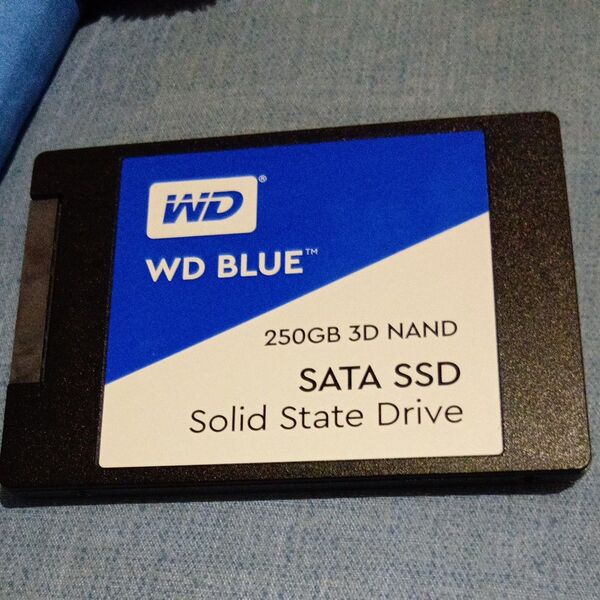 WD®
WD BLUE™
250GB 3D NAND
SATA SSD
Solid State Drive